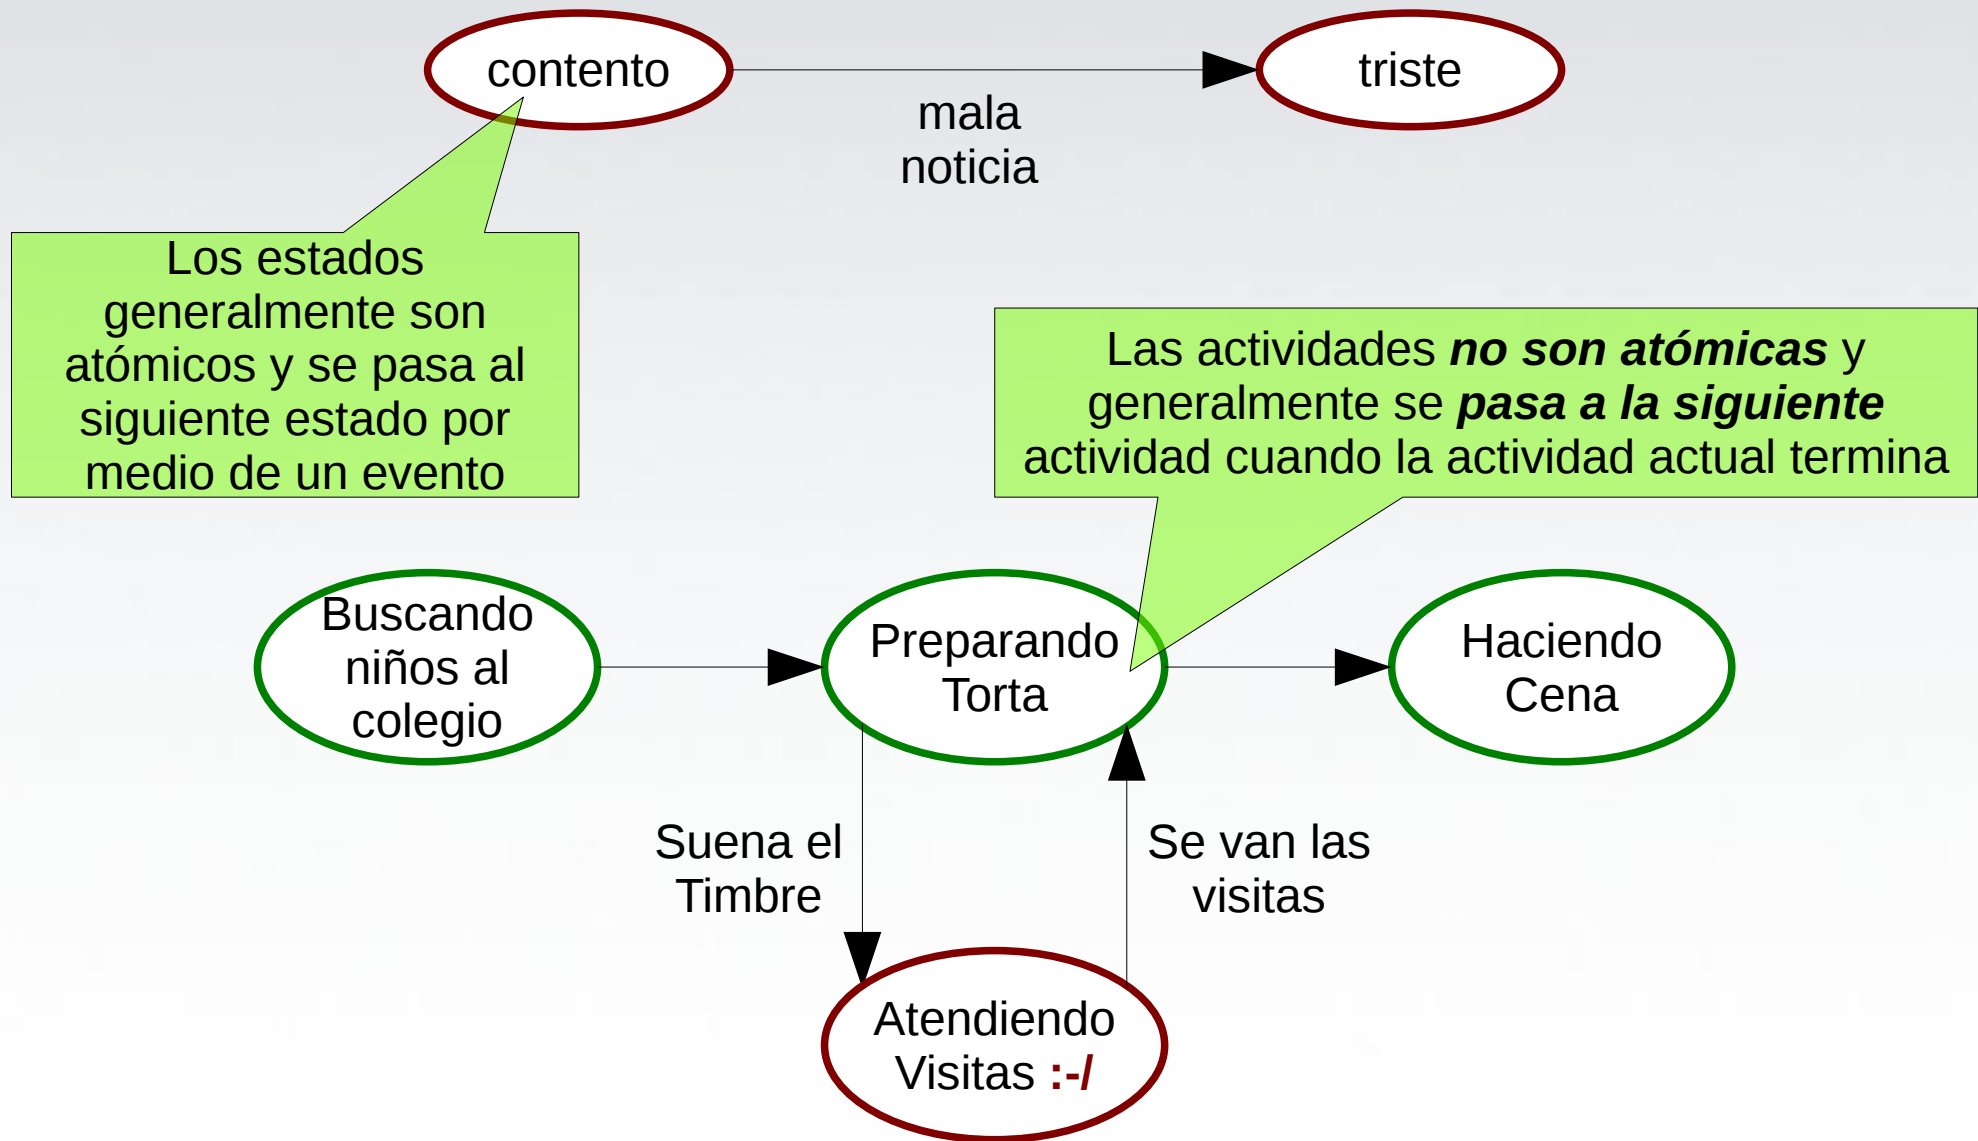 contento
triste
mala
noticia
Los estados
generalmente son
atómicos y se pasa al
siguiente estado por
medio de un evento
Las actividades no son atómicas y
generalmente se pasa a la siguiente
actividad cuando la actividad actual termina
Buscando
niños al
colegio
Preparando
Torta
Haciendo
Cena
Suena el
Timbre
Se van las
visitas
Atendiendo
Visitas :-/